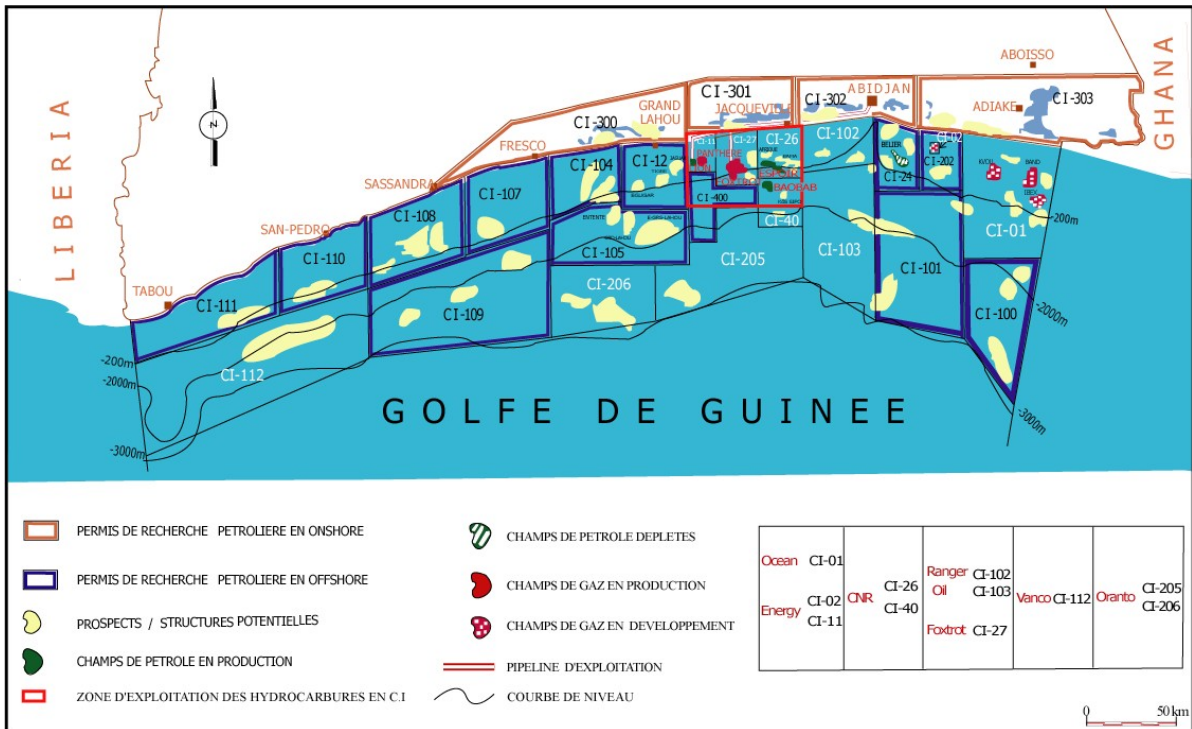 LIBERIA
GHANA
ABOISSO
ABIDJAN
ADIAKE
CI-303
CI-301
CI-302
JACQUEVILLE
GRAND
LAHOU
CI-300
FRESCO
SASSANDRA
SAN-PEDRO
TABOU
CI-11
CI-27
CI-26
CI-102
CI-02
CI-202
CI-24
BELIER
PANTHERE
ESPOIR
BAOBAB
CI-12
CI-104
CI-107
CI-108
CI-110
CI-111
CI-400
CI-40
CI-01
CI-105
ENTENTE
CI-205
CI-103
CI-101
CI-100
CI-206
CI-109
CI-112
-200m
-2000m
-3000m
-200m
-2000m
-3000m
GOLFE DE GUINEE
PERMIS DE RECHERCHE PETROLIERE EN ONSHORE
PERMIS DE RECHERCHE PETROLIERE EN OFFSHORE
PROSPECTS / STRUCTURES POTENTIELLES
CHAMPS DE PETROLE EN PRODUCTION
ZONE D'EXPLOITATION DES HYDROCARBURES EN C.I
CHAMPS DE PETROLE DEPLETES
CHAMPS DE GAZ EN PRODUCTION
CHAMPS DE GAZ EN DEVELOPPEMENT
PIPELINE D'EXPLOITATION
COURBE DE NIVEAU
Ocean CI-01
Energy CI-02
CI-11
CNR CI-26
CI-40
Ranger CI-102
Oil CI-103
Foxtrot CI-27
Vanco CI-112
Oranto CI-205
CI-206
0 50 km